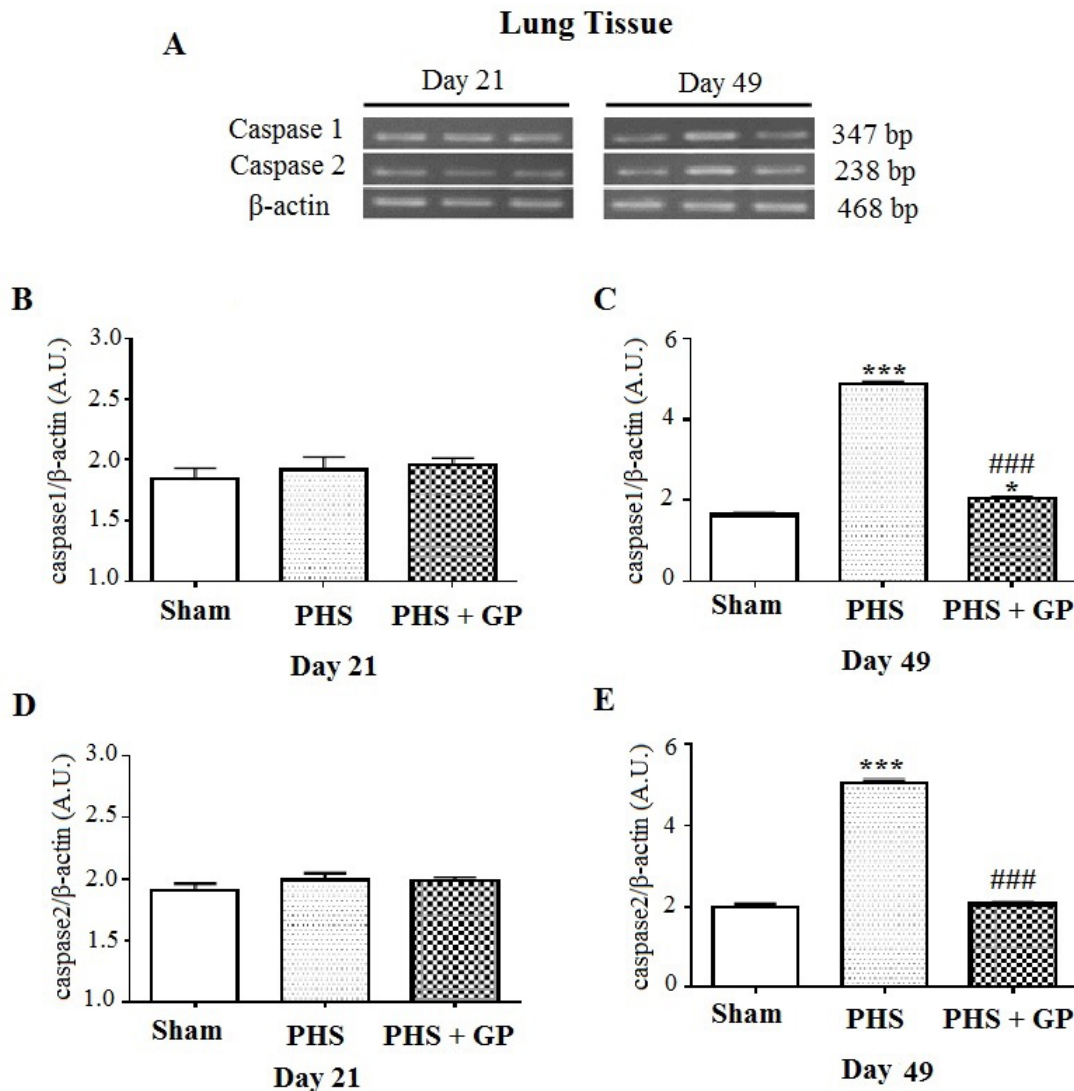 Lung Tissue
A
Day 21 Day 49
Caspase 1 347 bp
Caspase 2 238 bp
β-actin 468 bp
B
caspase1/β-actin (A.U.)
3.0
2.5
2.0
1.5
1.0
Sham PHS PHS + GP
Day 21
C
caspase1/β-actin (A.U.)
6
4
2
0
***
###
*
Sham PHS PHS + GP
Day 49
D
caspase2/β-actin (A.U.)
3.0
2.5
2.0
1.5
1.0
Sham PHS PHS + GP
Day 21
E
caspase2/β-actin (A.U.)
6
4
2
0
***
###
Sham PHS PHS + GP
Day 49